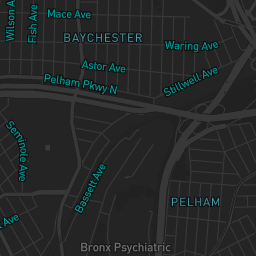 Mace Ave
Wilson A
Fish Ave
BAYCHESTER
Waring Ave
Astor Ave
Pelham Pkwy N
Stillwell Ave
Seminole Ave
Bassett Ave
PELHAM
Ave
Bronx Psychiatric